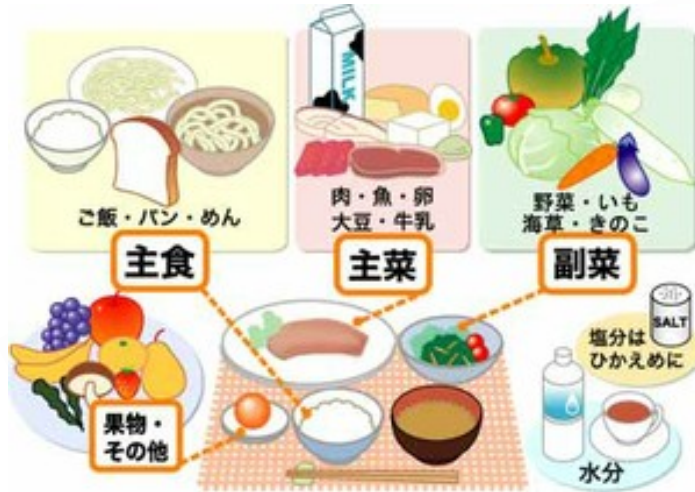 MILK
ご飯・パン・めん
肉・魚・卵
大豆・牛乳
野菜・いも
海草・きのこ
主食
主菜
副菜
SALT
塩分は
ひかえめに
果物・
その他
水分